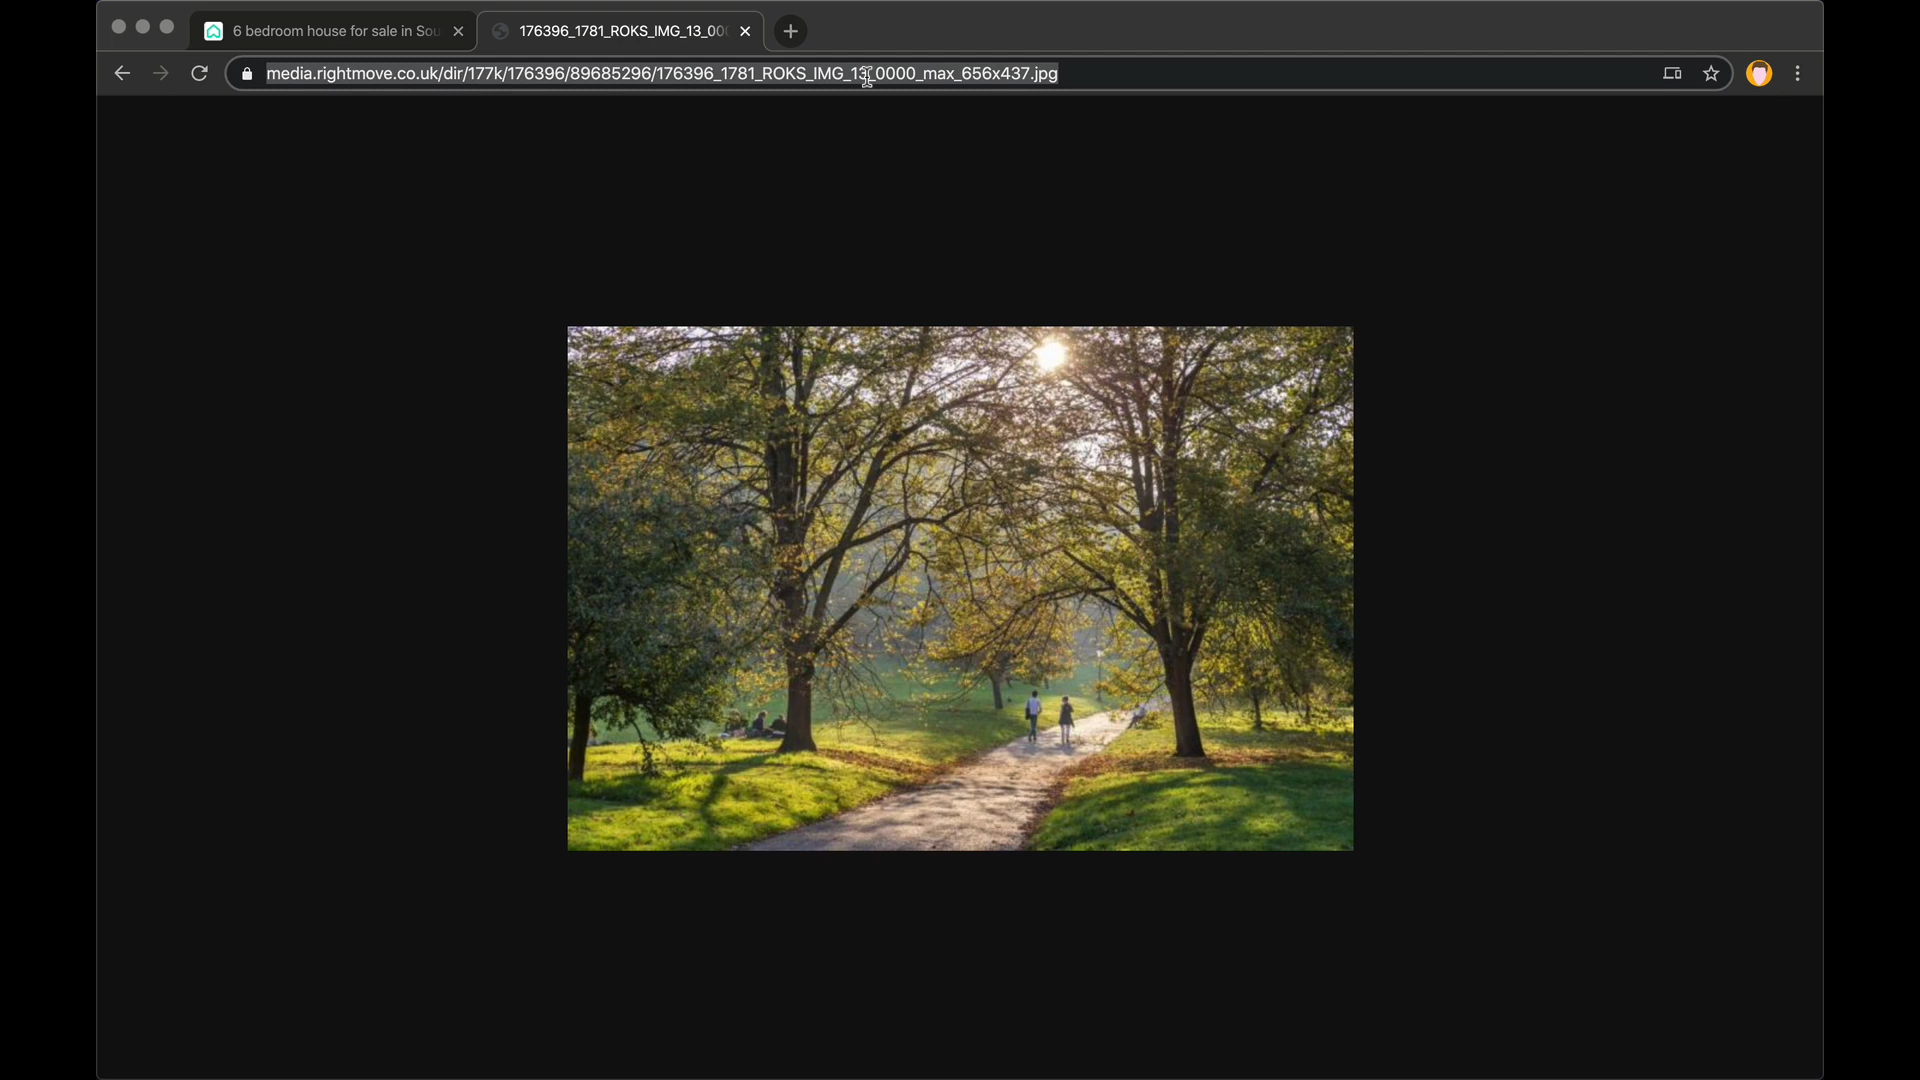 6 bedroom house for sale in Sou
176396_1781_ROKS_IMG_13_00
media.rightmove.co.uk/dir/177k/176396/89685296/176396_1781_ROKS_IMG_13_0000_max_656x437.jpg